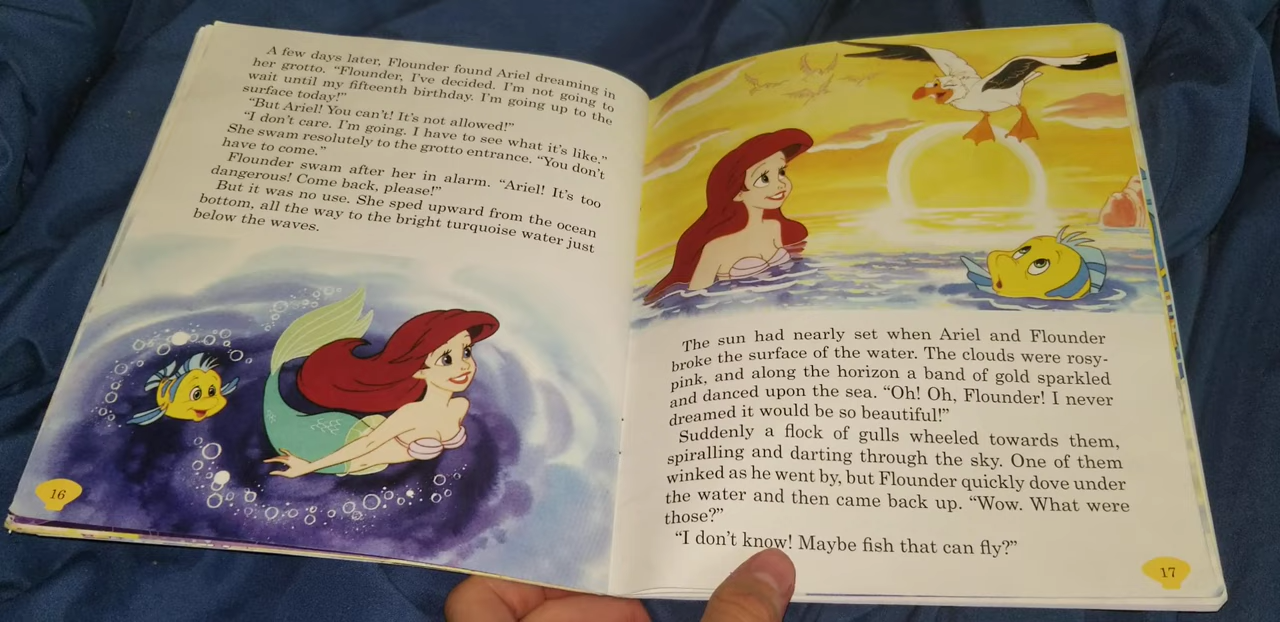 A few days later, Flounder found Ariel dreaming in
her grotto. “Flounder, I've decided. I'm not going to
wait until my fifteenth birthday. I'm going up to the
surface today!”
“But Ariel! You can't! It's not allowed!”
“I don't care. I'm going. I have to see what it's like.”
She swam resolutely to the grotto entrance. “You don't
have to come.”
Flounder swam after her in alarm. “Ariel! It's too
dangerous! Come back, please!”
But it was no use. She sped upward from the ocean
bottom, all the way to the bright turquoise water just
below the waves.
16
The sun had nearly set when Ariel and Flounder
broke the surface of the water. The clouds were rosy-
pink, and along the horizon a band of gold sparkled
and danced upon the sea. “Oh! Oh, Flounder! I never
dreamed it would be so beautiful!”
Suddenly a flock of gulls wheeled towards them,
spiralling and darting through the sky. One of them
winked as he went by, but Flounder quickly dove under
the water and then came back up. “Wow. What were
those?”
“I don't know! Maybe fish that can fly?”
17